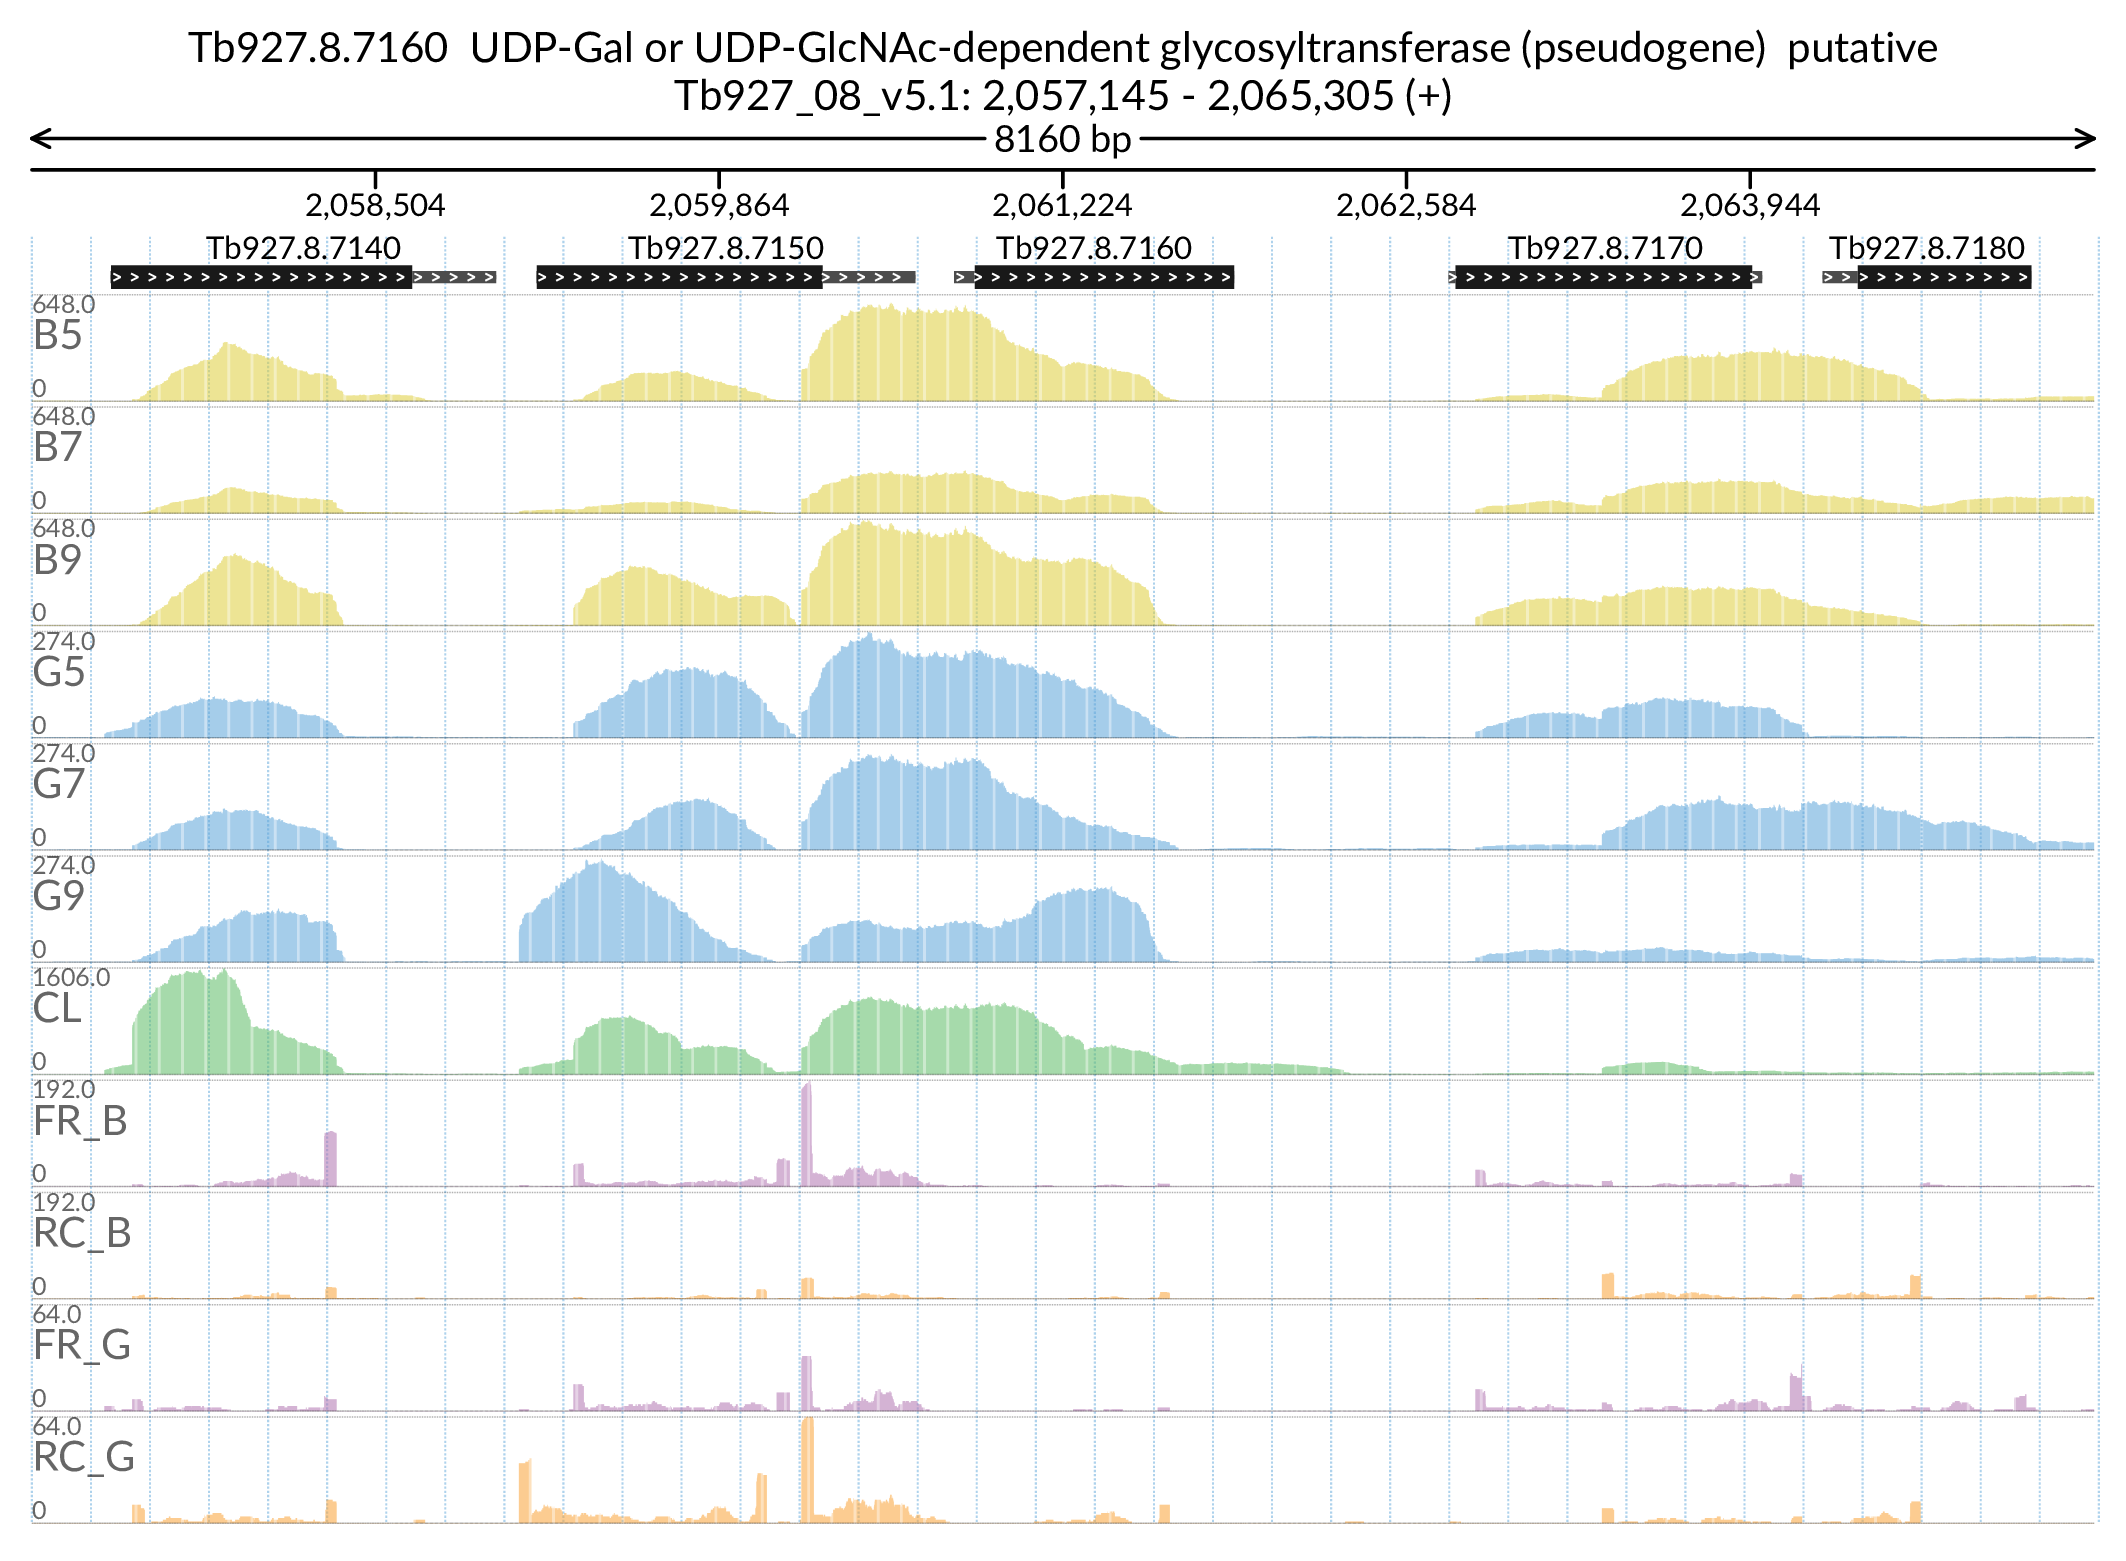 Tb927.8.7160 UDP-Gal or UDP-GlcNAc-dependent glycosyltransferase (pseudogene) putative
Tb927_08_v5.1: 2,057,145 - 2,065,305 (+)
8160 bp
2,058,504 2,059,864 2,061,224 2,062,584 2,063,944
Tb927.8.7140 Tb927.8.7150 Tb927.8.7160 Tb927.8.7170 Tb927.8.7180
648.0
B5
0
648.0
B7
0
648.0
B9
0
274.0
G5
0
274.0
G7
0
274.0
G9
0
1606.0
CL
0
192.0
FR_B
0
192.0
RC_B
0
64.0
FR_G
0
64.0
RC_G
0